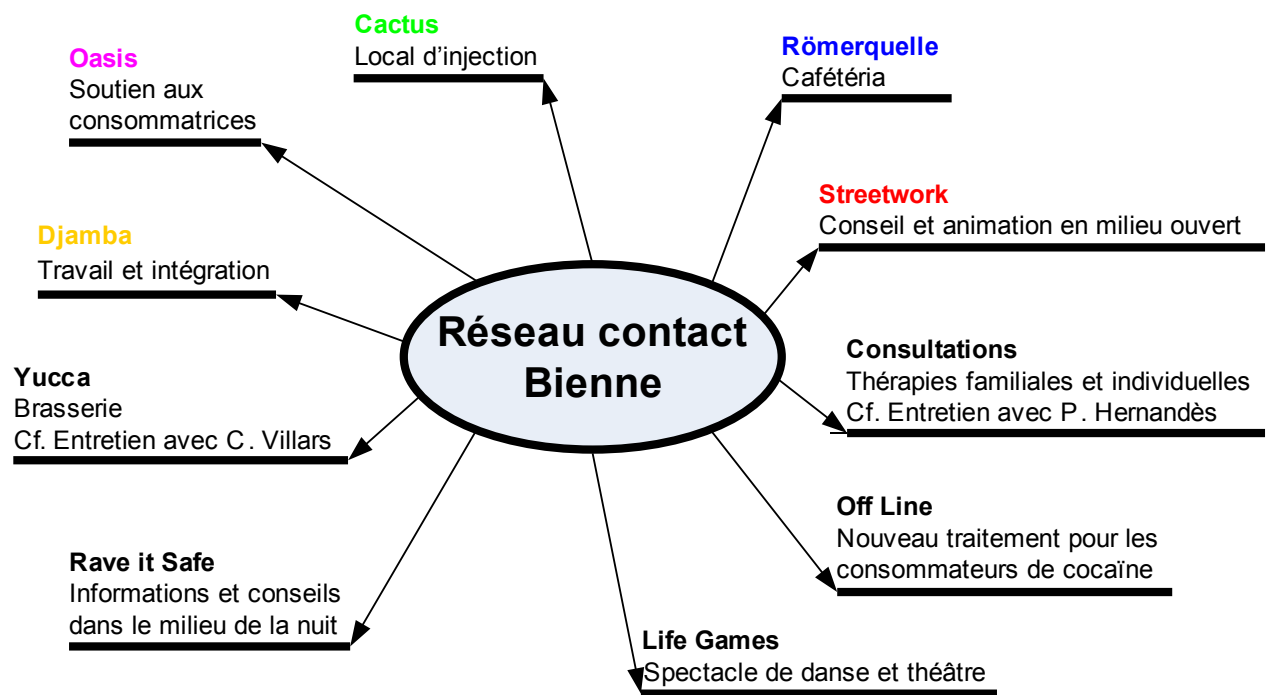 Cactus
Local d'injection
Oasis
Soutien aux
consommatrices
Römerquelle
Cafétéria
Streetwork
Conseil et animation en milieu ouvert
Djamba
Travail et intégration
Réseau contact
Bienne
Consultations
Thérapies familiales et individuelles
Cf. Entretien avec P. Hernandès
Yucca
Brasserie
Cf. Entretien avec C. Villars
Off Line
Nouveau traitement pour les
consommateurs de cocaïne
Rave it Safe
Informations et conseils
dans le milieu de la nuit
Life Games
Spectacle de danse et théâtre